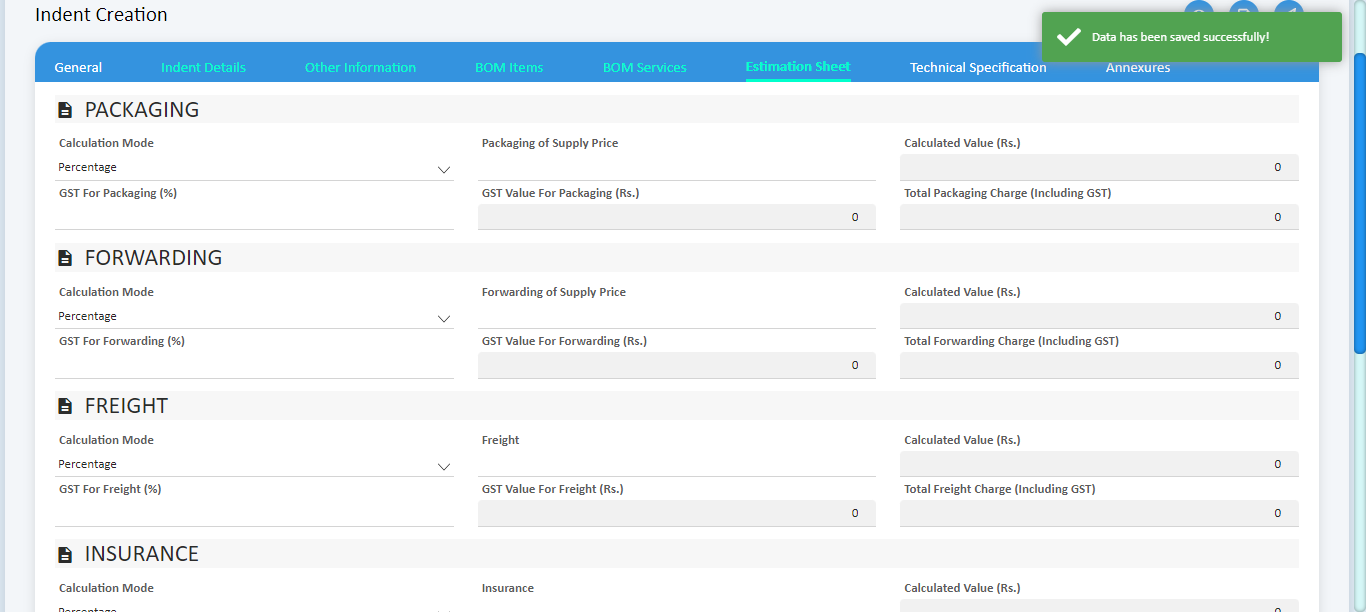 Indent Creation
Data has been saved successfully!
General Indent Details Other Information BOM Items BOM Services Estimation Sheet Technical Specification Annexures
PACKAGING
Calculation Mode Packaging of Supply Price Calculated Value (Rs.)
Percentage 0
GST For Packaging (%) GST Value For Packaging (Rs.) Total Packaging Charge (Including GST)
0 0
FORWARDING
Calculation Mode Forwarding of Supply Price Calculated Value (Rs.)
Percentage 0
GST For Forwarding (%) GST Value For Forwarding (Rs.) Total Forwarding Charge (Including GST)
0 0
FREIGHT
Calculation Mode Freight Calculated Value (Rs.)
Percentage 0
GST For Freight (%) GST Value For Freight (Rs.) Total Freight Charge (Including GST)
0 0
INSURANCE
Calculation Mode Insurance Calculated Value (Rs.)
Percentage 0